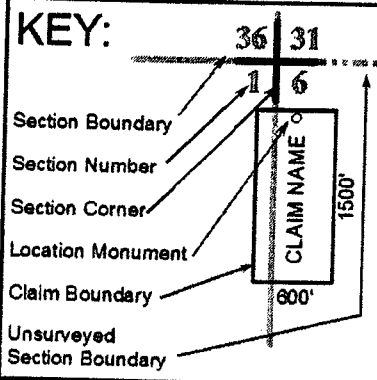 KEY:
36 31
1 6
Section Boundary
Section Number
Section Corner
Location Monument
Claim Boundary
Unsurveyed
Section Boundary
CLAIM NAME
1500'
600'